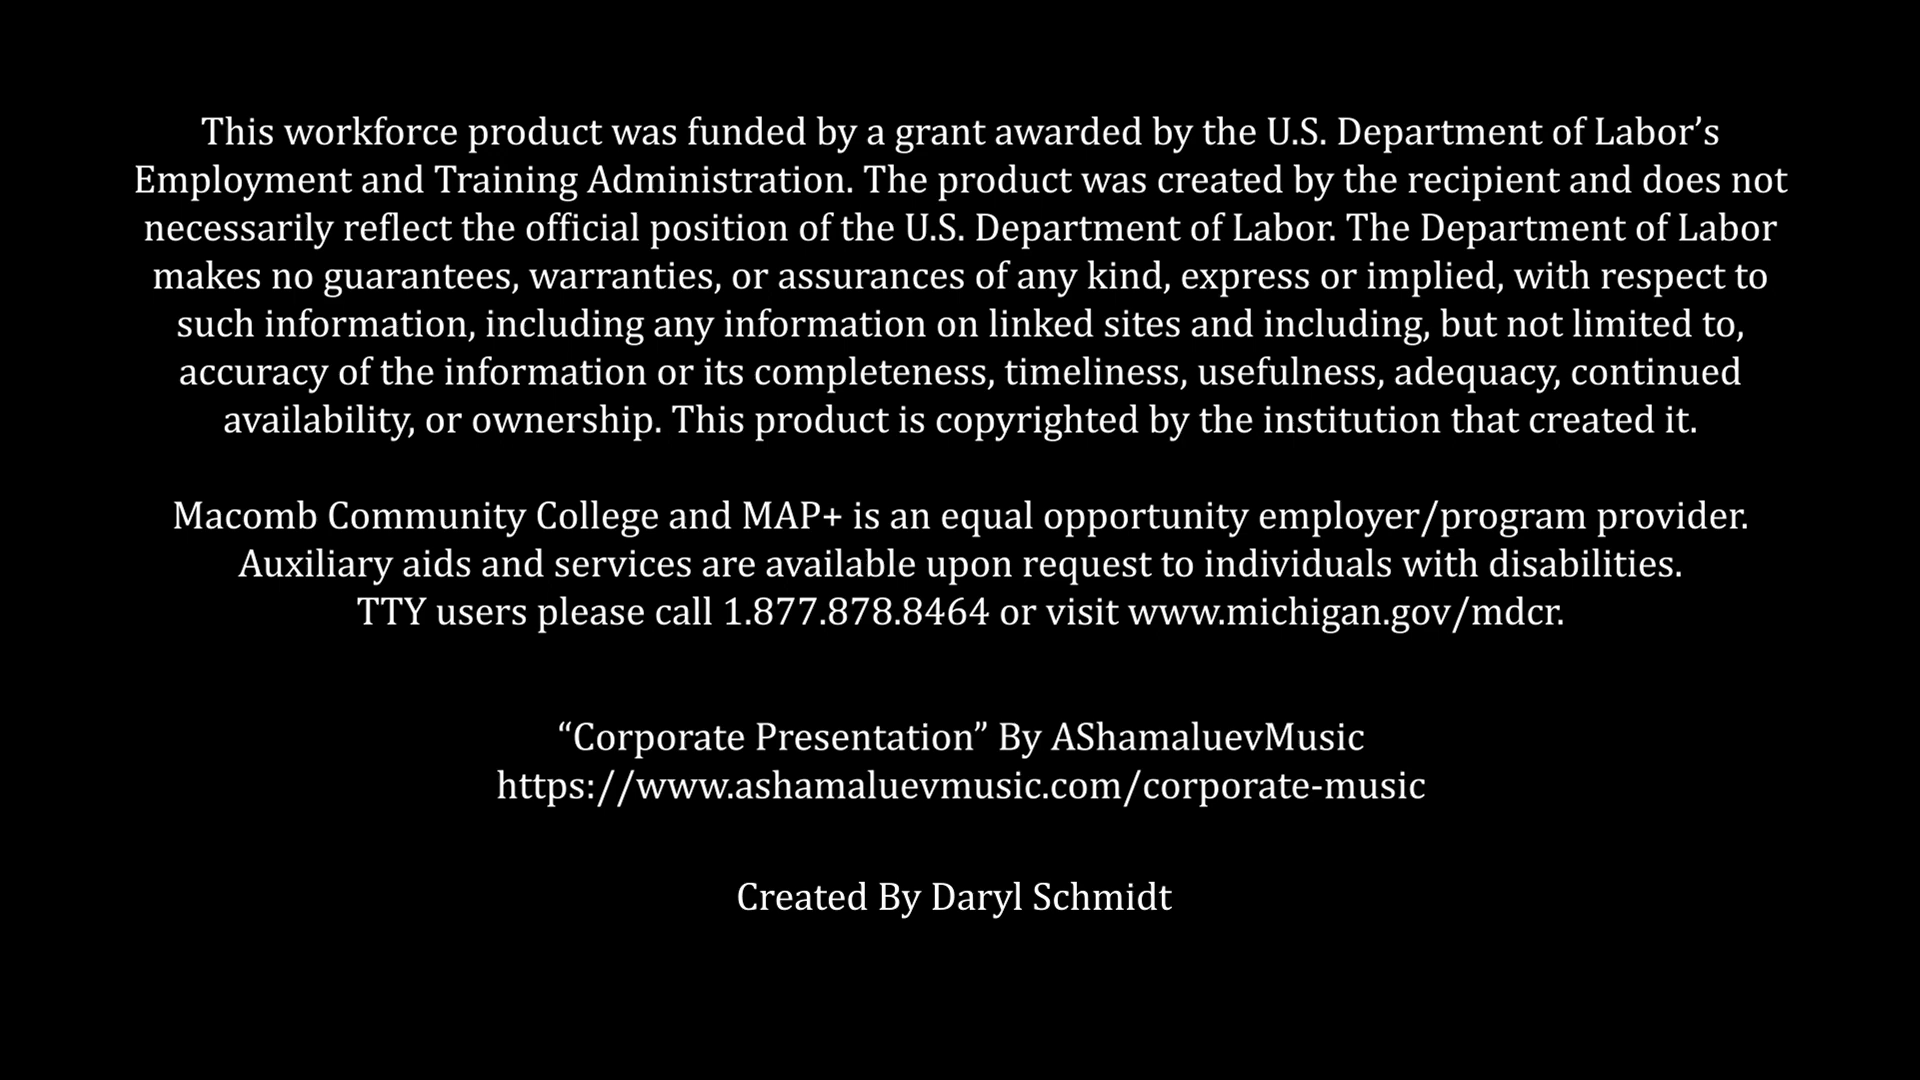 This workforce product was funded by a grant awarded by the U.S. Department of Labor’s
Employment and Training Administration. The product was created by the recipient and does not
necessarily reflect the official position of the U.S. Department of Labor. The Department of Labor
makes no guarantees, warranties, or assurances of any kind, express or implied, with respect to
such information, including any information on linked sites and including, but not limited to,
accuracy of the information or its completeness, timeliness, usefulness, adequacy, continued
availability, or ownership. This product is copyrighted by the institution that created it.
Macomb Community College and MAP+ is an equal opportunity employer/program provider.
Auxiliary aids and services are available upon request to individuals with disabilities.
TTY users please call 1.877.878.8464 or visit www.michigan.gov/mdcr.
“Corporate Presentation” By AShamaluevMusic
https://www.ashamaluevmusic.com/corporate-music
Created By Daryl Schmidt